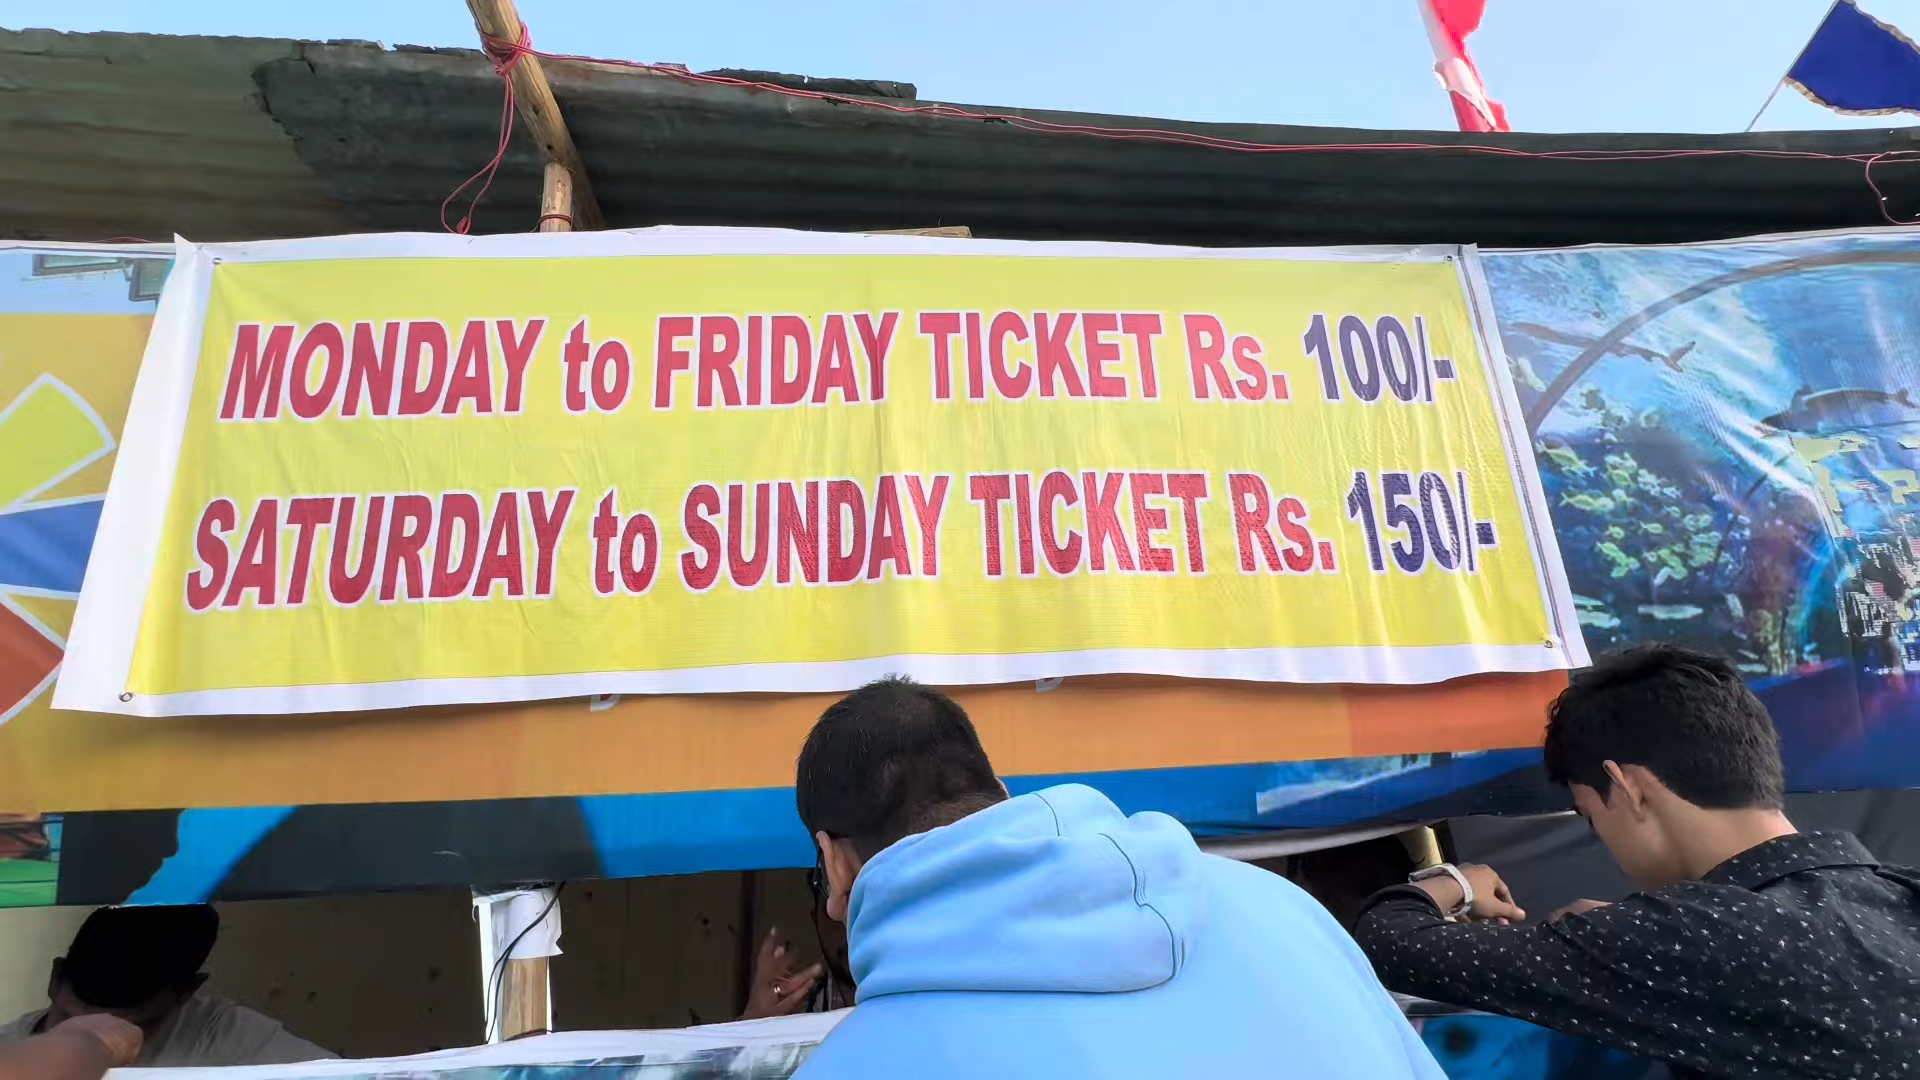 MONDAY to FRIDAY TICKET Rs. 100/-
SATURDAY to SUNDAY TICKET Rs. 150/-